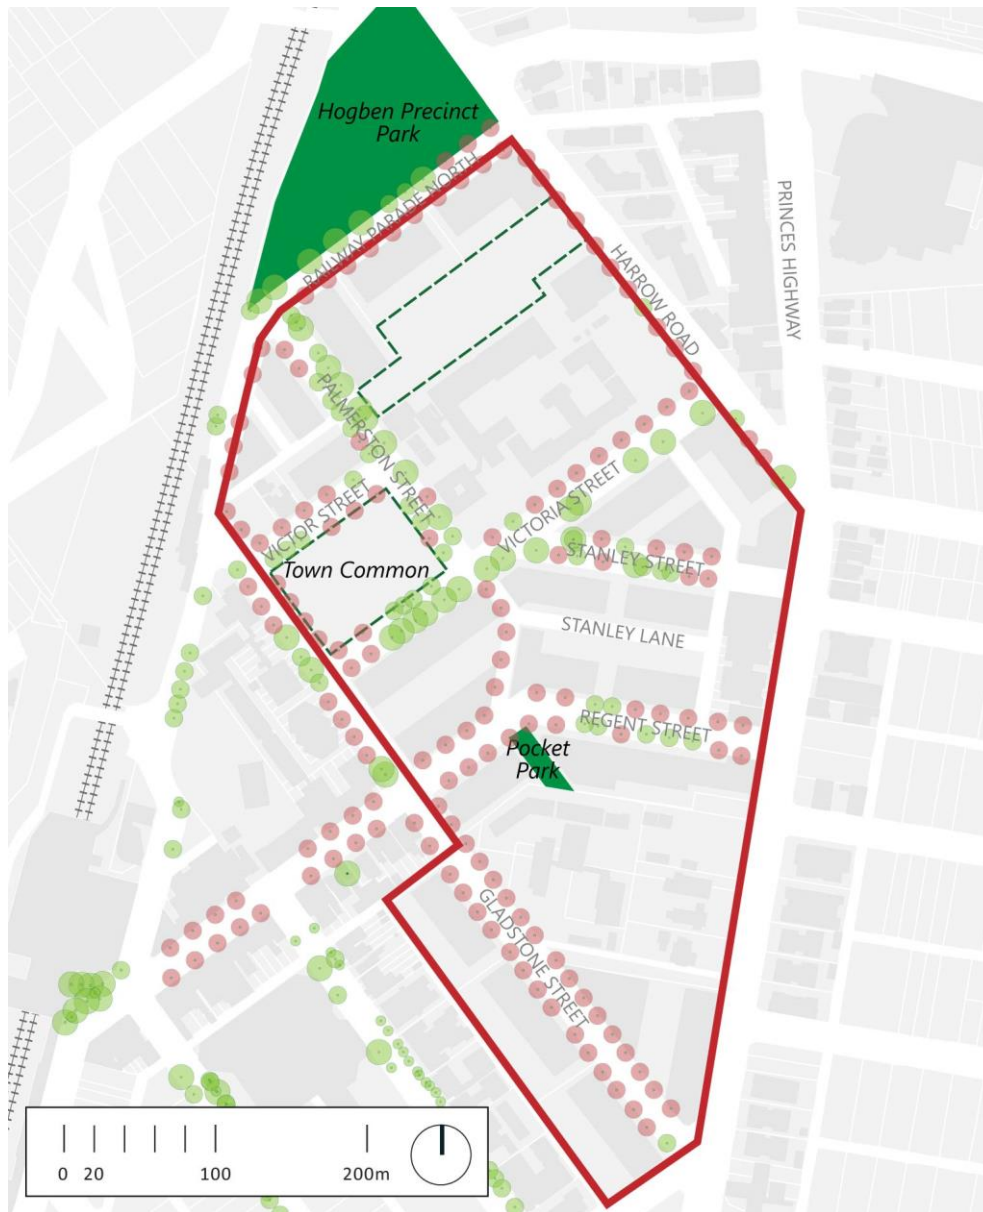 Hogben Precinct
Park
RAILWAY PARADE NORTH
PRINCES HIGHWAY
HARROW ROAD
PALMERSTON STREET
VICTOR STREET
VICTORIA STREET
STANLEY STREET
Town Common
STANLEY LANE
REGENT STREET
Pocket
Park
GLADSTONE STREET
0 20 100 200m